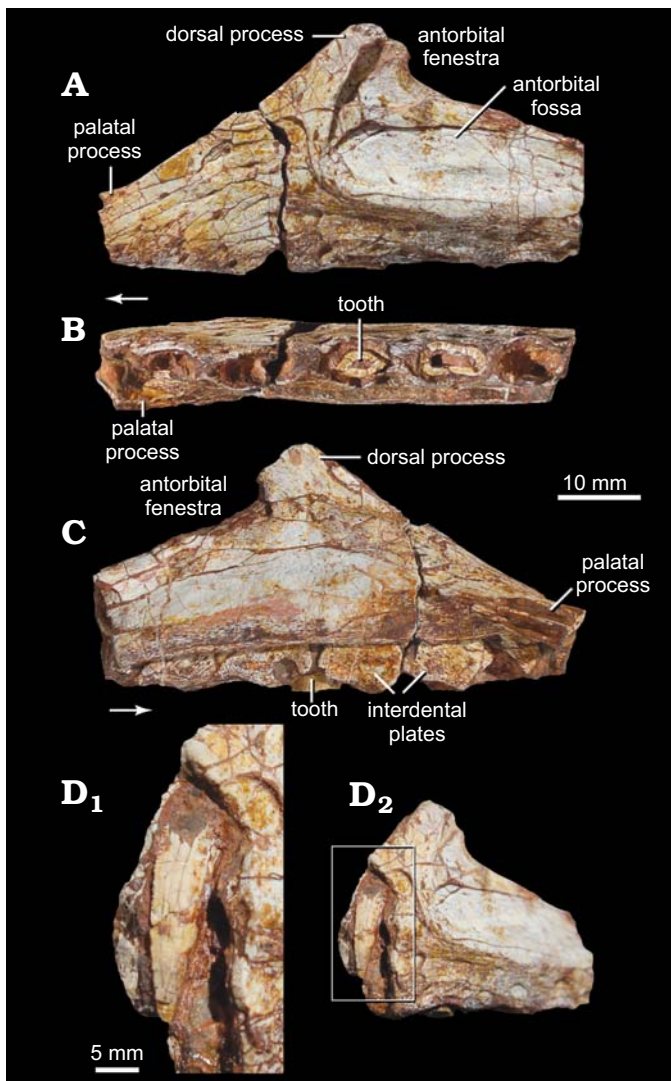 dorsal process
antorbital
fenestra
antorbital
fossa
A
palatal
process
B
tooth
palatal
process
dorsal process
10 mm
antorbital
fenestra
C
palatal
process
tooth
interdental
plates
D1
D2
5 mm